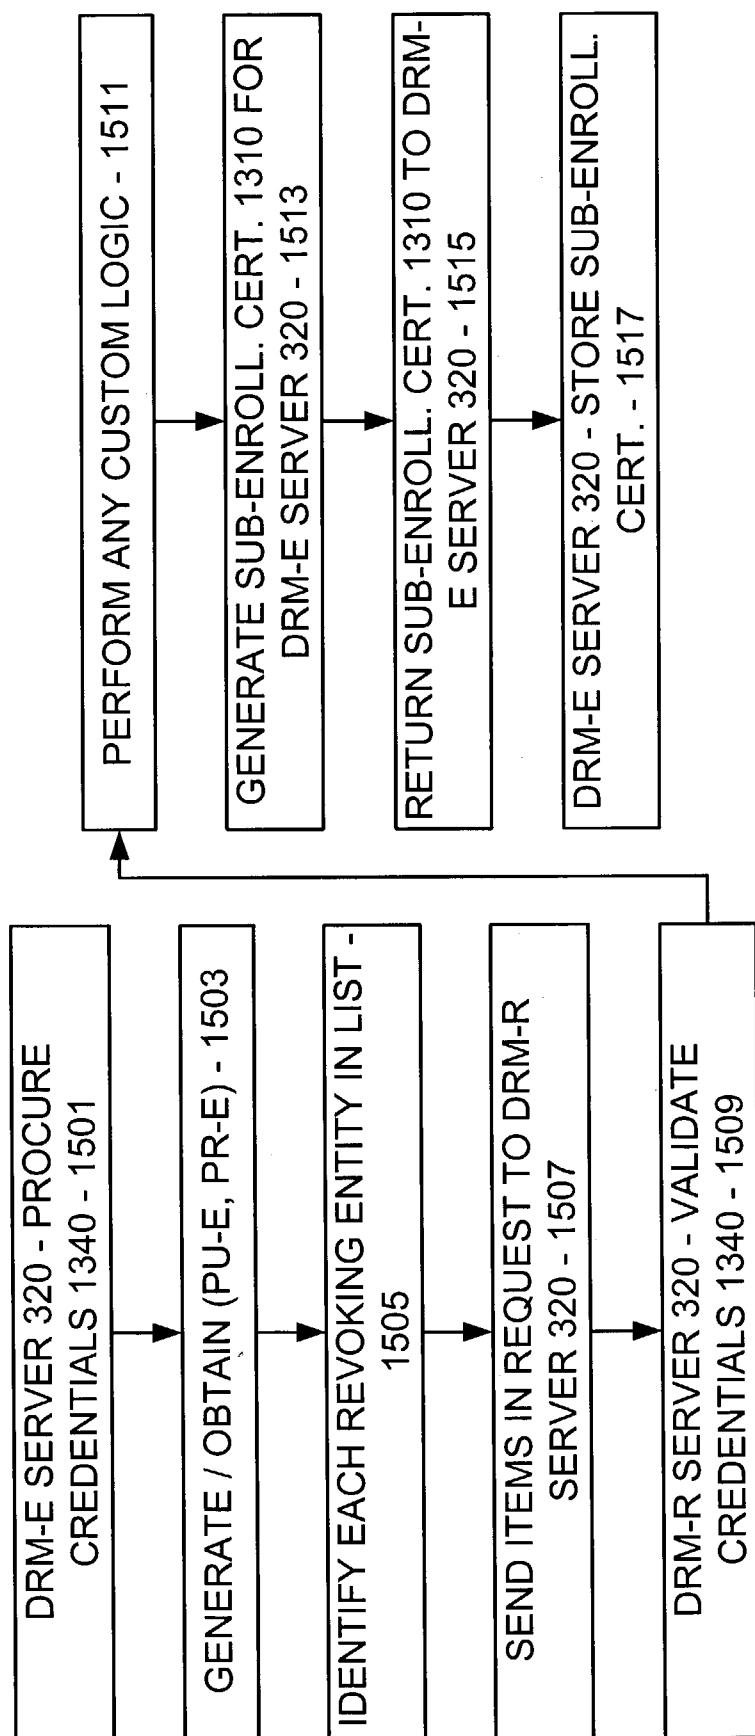 DRM-E SERVER 320 - PROCURE
CREDENTIALS 1340 - 1501
GENERATE / OBTAIN (PU-E, PR-E) - 1503
IDENTIFY EACH REVOKING ENTITY IN LIST -
1505
SEND ITEMS IN REQUEST TO DRM-R
SERVER 320 - 1507
DRM-R SERVER 320 - VALIDATE
CREDENTIALS 1340 - 1509
PERFORM ANY CUSTOM LOGIC - 1511
GENERATE SUB-ENROLL. CERT. 1310 FOR
DRM-E SERVER 320 - 1513
RETURN SUB-ENROLL. CERT. 1310 TO DRM-
E SERVER 320 - 1515
DRM-E SERVER 320 - STORE SUB-ENROLL.
CERT. - 1517